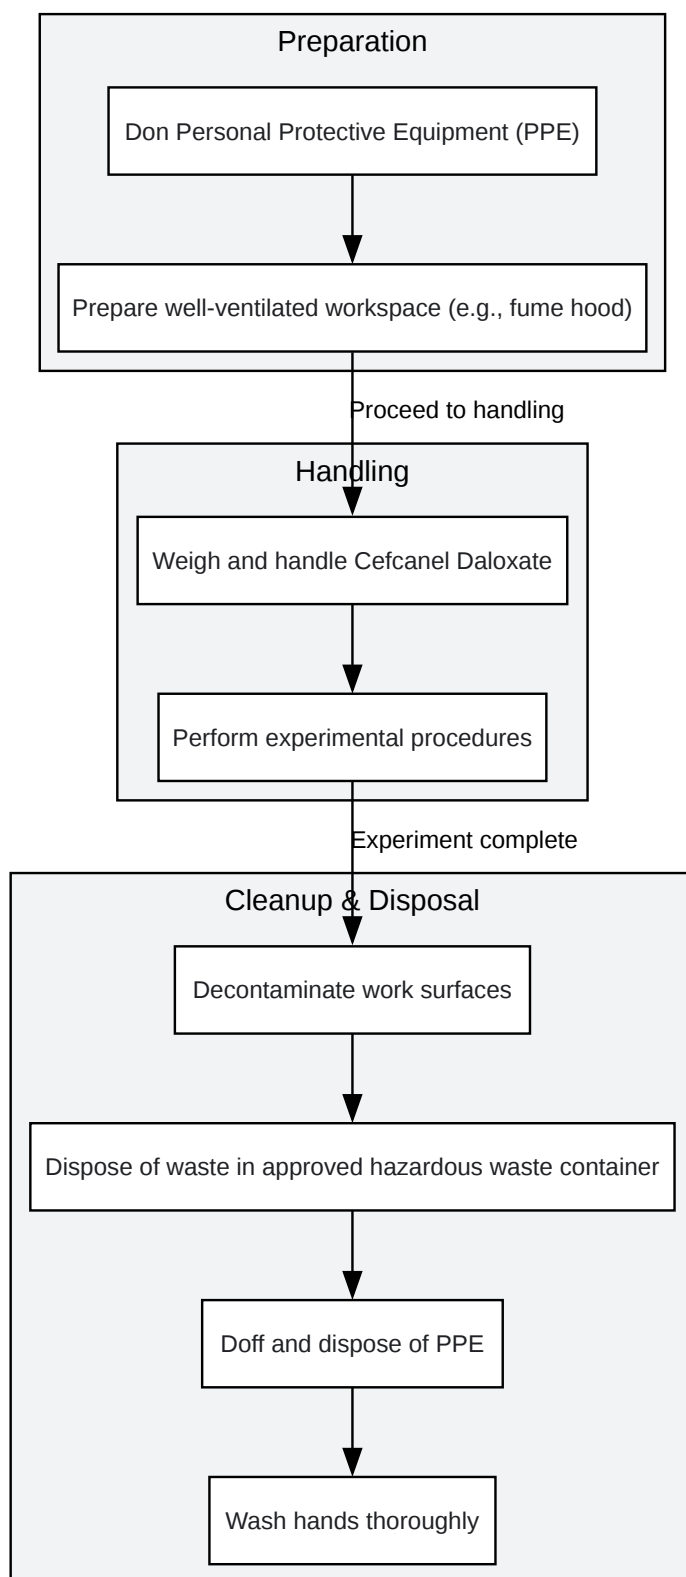 Preparation
Don Personal Protective Equipment (PPE)
Prepare well-ventilated workspace (e.g., fume hood)
Proceed to handling
Handling
Weigh and handle Cefcanel Daloxate
Perform experimental procedures
Experiment complete
Cleanup & Disposal
Decontaminate work surfaces
Dispose of waste in approved hazardous waste container
Doff and dispose of PPE
Wash hands thoroughly